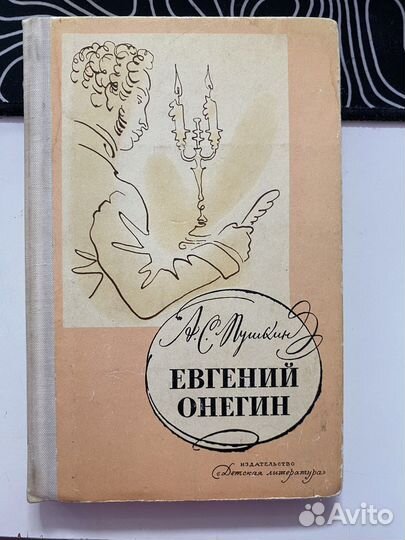 А.С.Пушкин
ЕВГЕНИЙ
ОНЕГИН
ИЗДАТЕЛЬСТВО
«Детская литература»
Avito